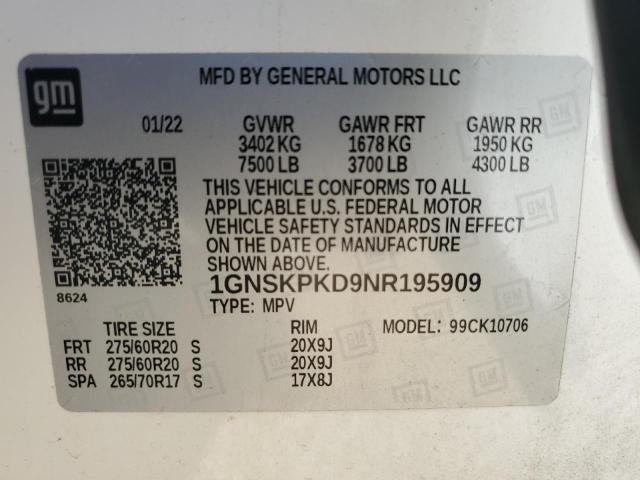 gm
MFD BY GENERAL MOTORS LLC
01/22 GVWR GAWR FRT GAWR RR
3402 KG 1678 KG 1950 KG
7500 LB 3700 LB 4300 LB
THIS VEHICLE CONFORMS TO ALL
APPLICABLE U.S. FEDERAL MOTOR
VEHICLE SAFETY STANDARDS IN EFFECT
ON THE DATE OF MANUFACTURE
SHOWN ABOVE.
8624
1GNSKPKD9NR195909
TYPE: MPV
TIRE SIZE RIM MODEL: 99CK10706
FRT 275/60R20 S 20X9J
RR 275/60R20 S 20X9J
SPA 265/70R17 S 17X8J